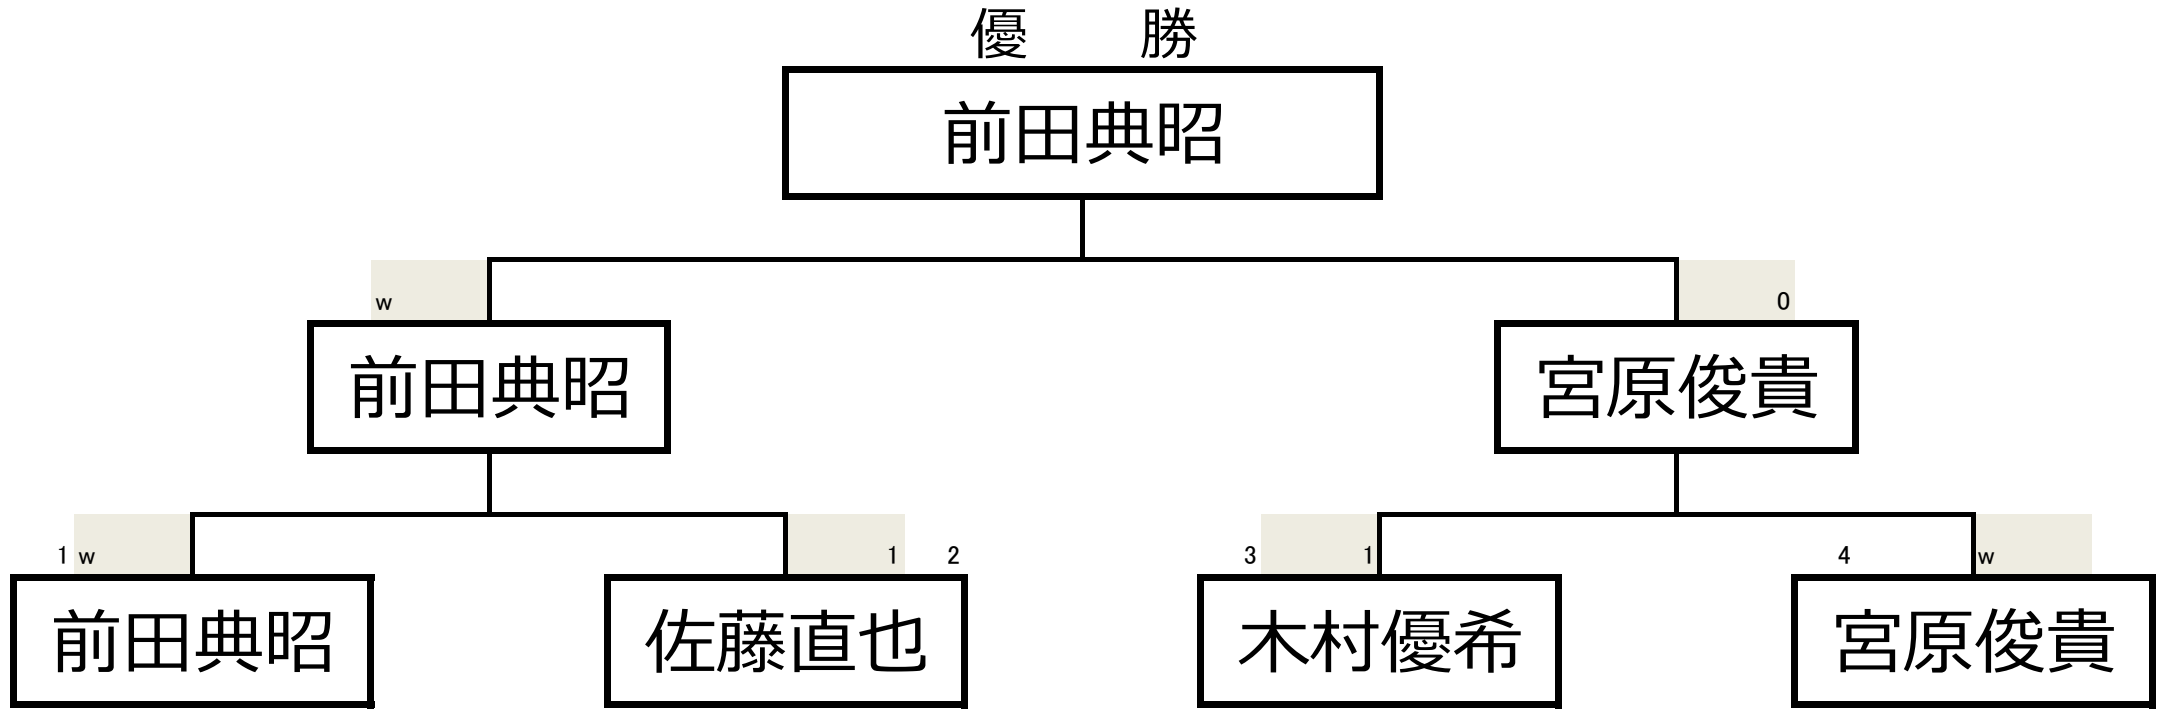 優　　勝
前田典昭
w 0
前田典昭 宮原俊貴
1 w 1 2 3 1 4 w
前田典昭 佐藤直也 木村優希 宮原俊貴